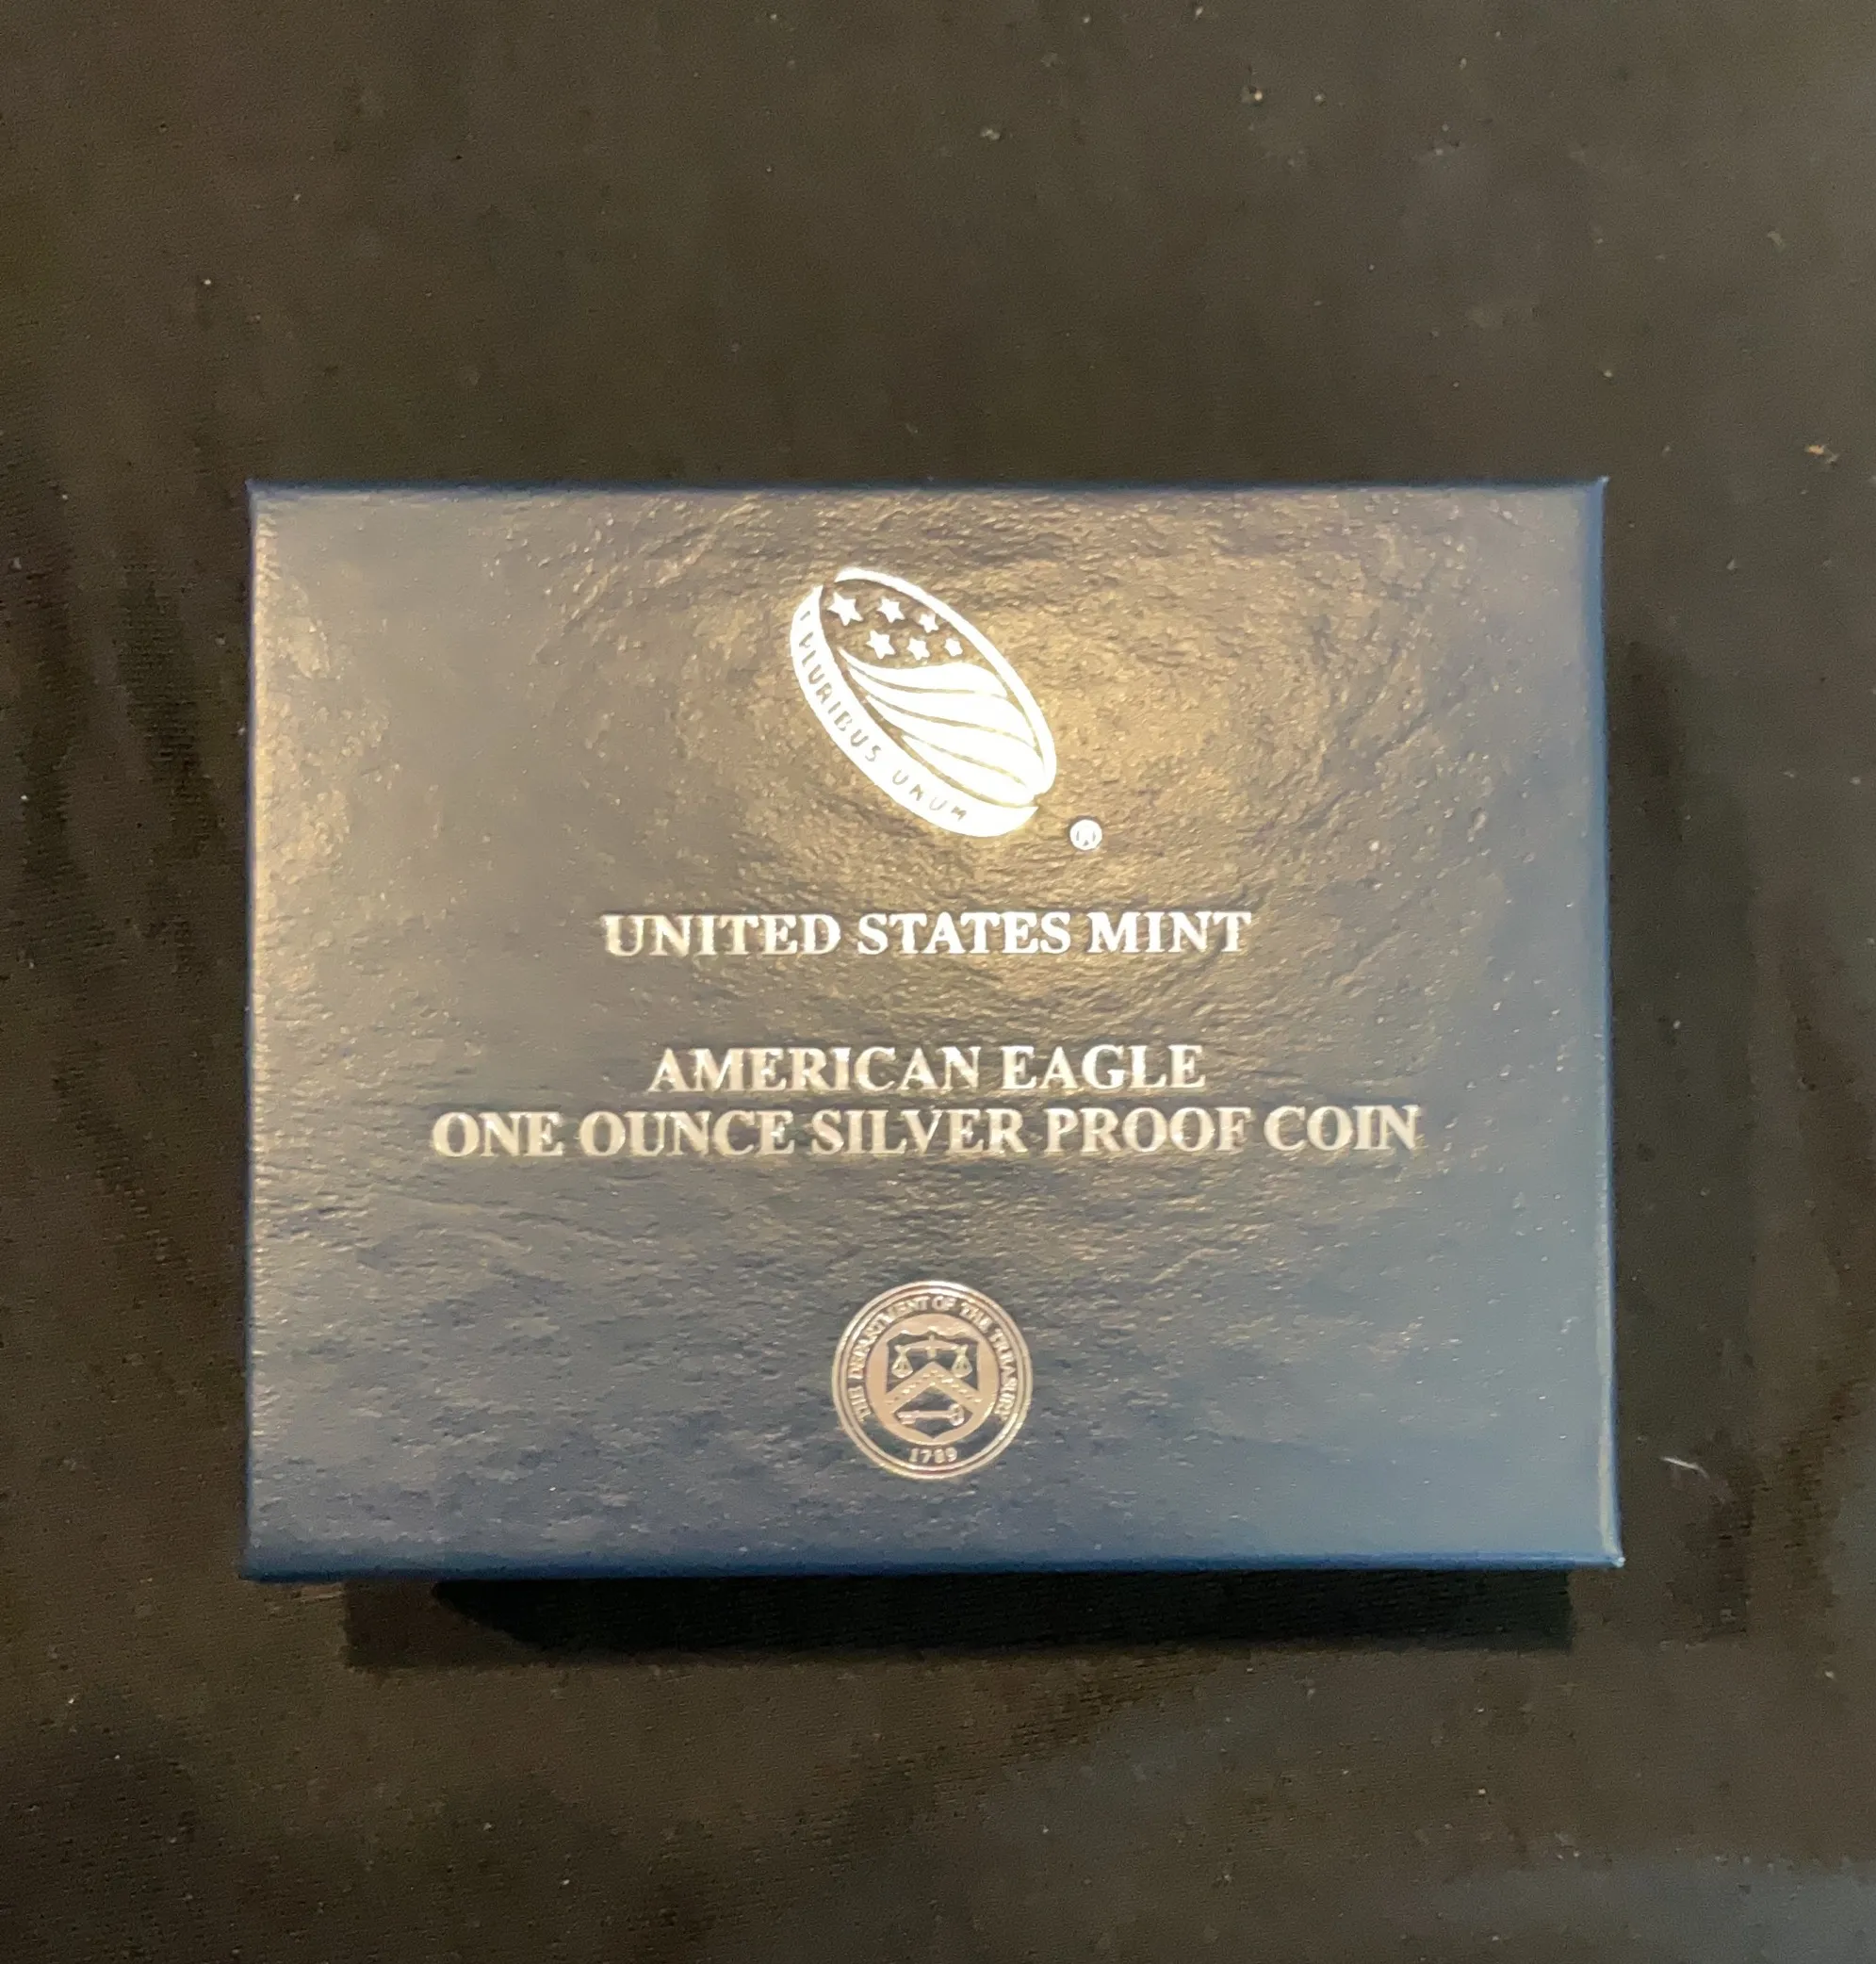 E PLURIBUS UNUM
®
UNITED STATES MINT
AMERICAN EAGLE
ONE OUNCE SILVER PROOF COIN
THE DEPARTMENT OF THE TREASURY
1789